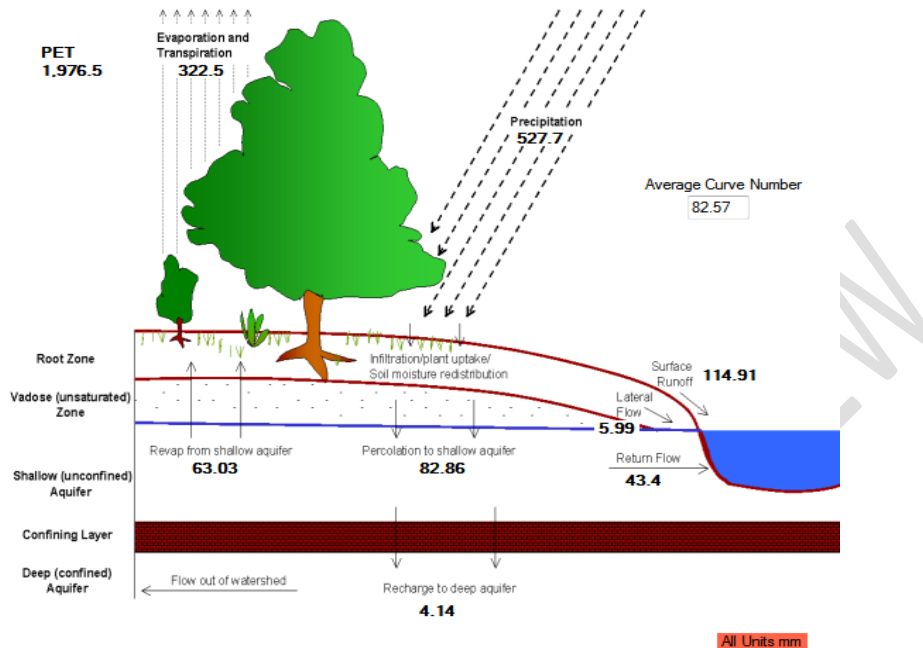 PET
1,976.5
Evaporation and
Transpiration
322.5
Precipitation
527.7
Average Curve Number
82.57
Root Zone
Infiltration/plant uptake/
Soil moisture redistribution
Surface
Runoff
114.91
Vadose (unsaturated)
Zone
Lateral
Flow
5.99
Revap from shallow aquifer
63.03
Percolation to shallow aquifer
82.86
Return Flow
43.4
Shallow (unconfined)
Aquifer
Confining Layer
Deep (confined)
Aquifer
Flow out of watershed
Recharge to deep aquifer
4.14
All Units mm